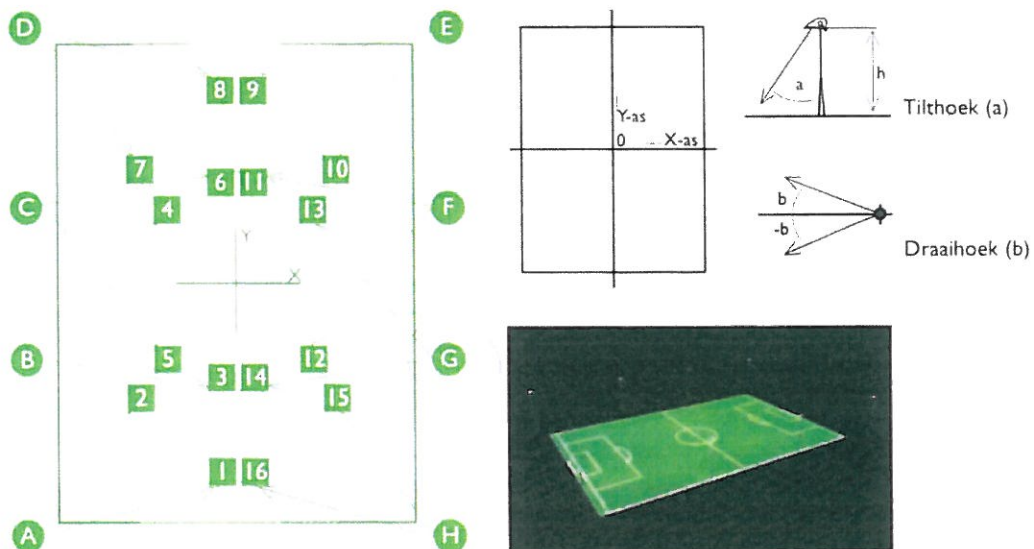 D
E
8 9
7
6 11
10
C
4
13
F
Y
X
B
5
12
G
3 14
2
15
1 16
A
H
Y-as
0
X-as
a
h
Tilthoek (a)
b
-b
Draaihoek (b)